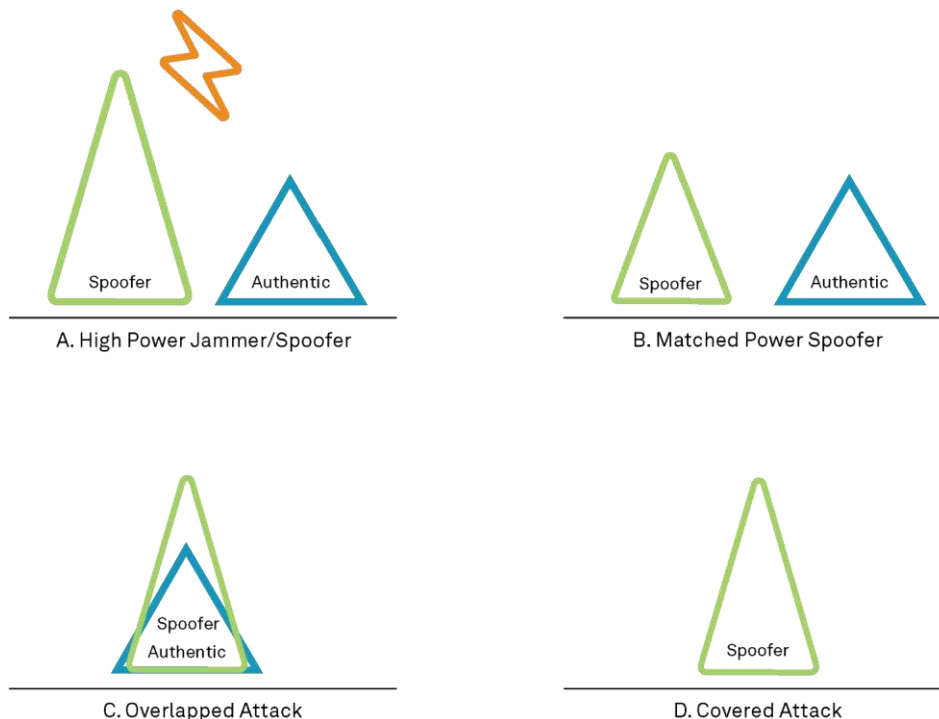 Spoofer
Authentic
A. High Power Jammer/Spoofer
Spoofer
Authentic
B. Matched Power Spoofer
Spoofer
Authentic
C. Overlapped Attack
Spoofer
D. Covered Attack